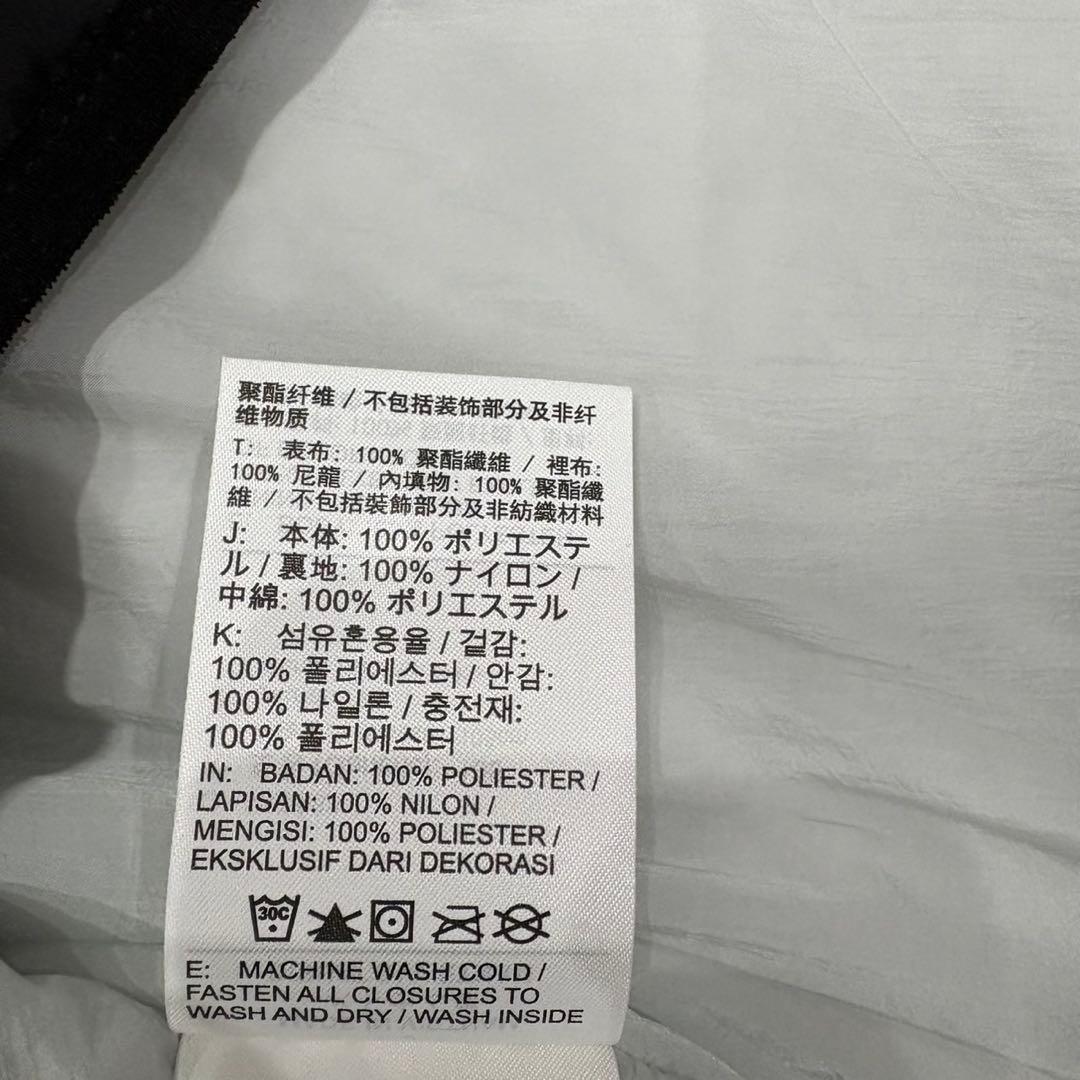 聚酯纤维 / 不包括装饰部分及非纤
维物质
T: 表布: 100% 聚酯纖維 / 裡布:
100% 尼龍 / 內填物: 100% 聚酯纖
維 / 不包括裝飾部分及非紡織材料
J: 本体: 100% ポリエステ
ル / 裏地: 100% ナイロン /
中綿: 100% ポリエステル
K: 섬유혼용율 / 겉감:
100% 폴리에스터 / 안감:
100% 나일론 / 충전재:
100% 폴리에스터
IN: BADAN: 100% POLIESTER /
LAPISAN: 100% NILON /
MENGISI: 100% POLIESTER /
EKSKLUSIF DARI DEKORASI
30C
E: MACHINE WASH COLD /
FASTEN ALL CLOSURES TO
WASH AND DRY / WASH INSIDE